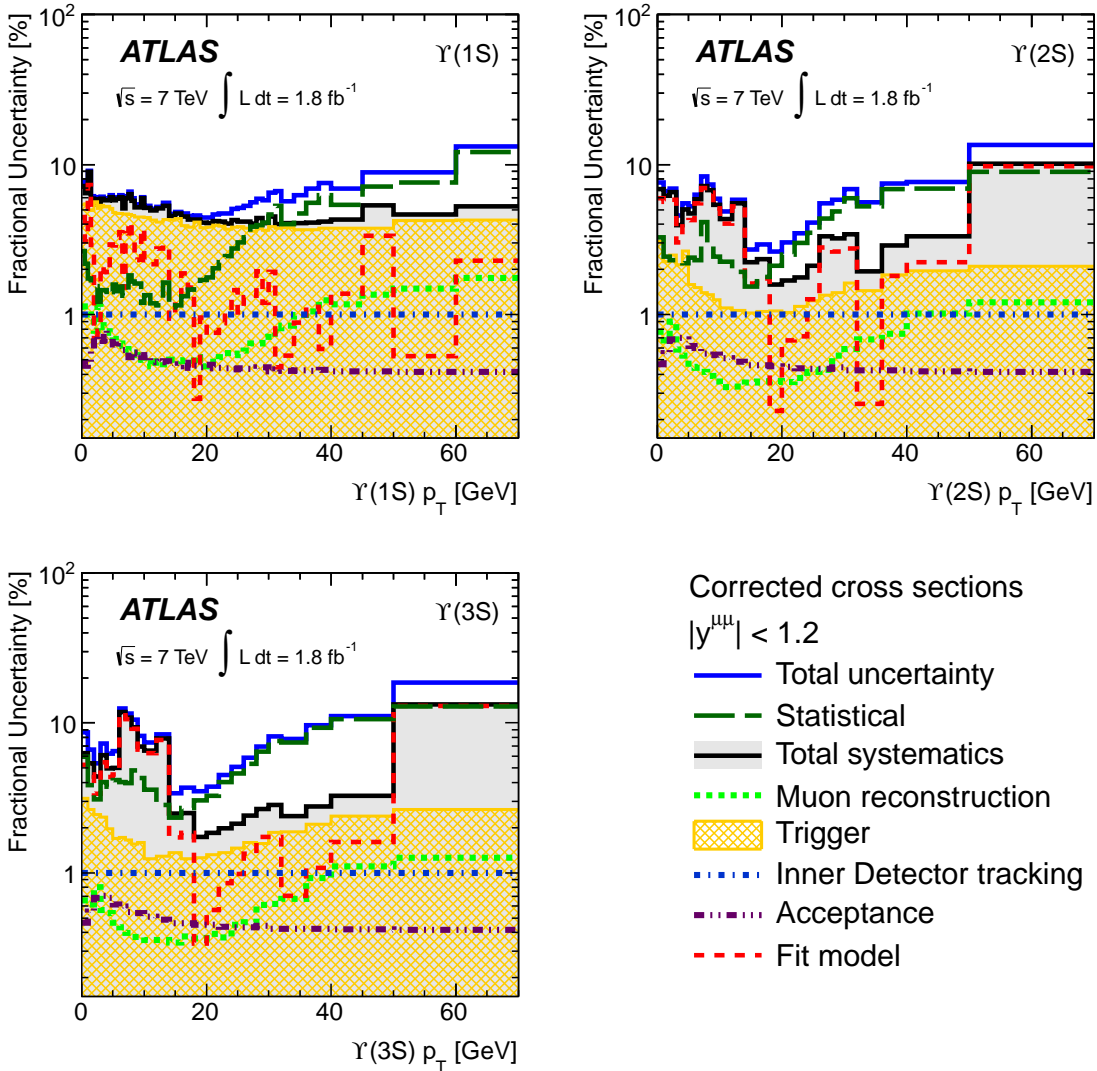 Fractional Uncertainty [%]
10²
10
1
ATLAS
ϒ(1S)
√s = 7 TeV ∫ L dt = 1.8 fb⁻¹
0 20 40 60
ϒ(1S) p_T [GeV]
Fractional Uncertainty [%]
10²
10
1
ATLAS
ϒ(2S)
√s = 7 TeV ∫ L dt = 1.8 fb⁻¹
0 20 40 60
ϒ(2S) p_T [GeV]
Fractional Uncertainty [%]
10²
10
1
ATLAS
ϒ(3S)
√s = 7 TeV ∫ L dt = 1.8 fb⁻¹
0 20 40 60
ϒ(3S) p_T [GeV]
Corrected cross sections
|y^μμ| < 1.2
Total uncertainty
Statistical
Total systematics
Muon reconstruction
Trigger
Inner Detector tracking
Acceptance
Fit model